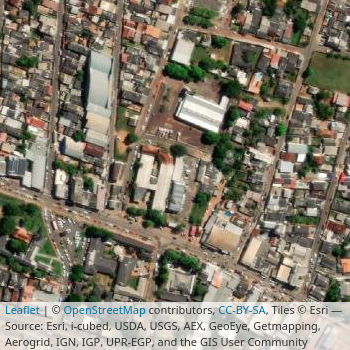 Leaflet | © OpenStreetMap contributors, CC-BY-SA, Tiles © Esri —
Source: Esri, i-cubed, USDA, USGS, AEX, GeoEye, Getmapping,
Aerogrid, IGN, IGP, UPR-EGP, and the GIS User Community